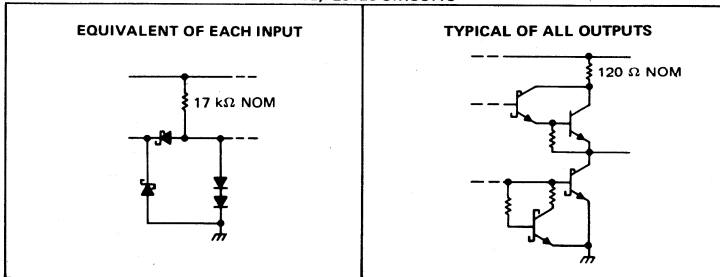 EQUIVALENT OF EACH INPUT
17 kΩ NOM
TYPICAL OF ALL OUTPUTS
120 Ω NOM